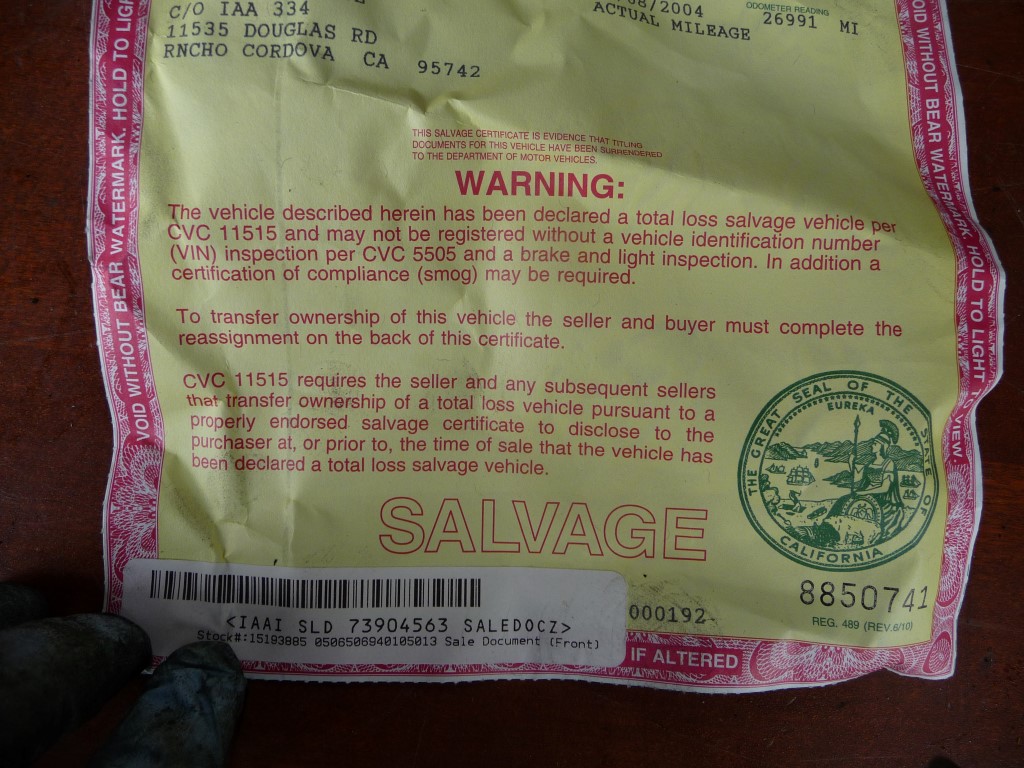 C/O IAA 334
11535 DOUGLAS RD
RNCHO CORDOVA CA 95742
08/2004
ODOMETER READING
ACTUAL MILEAGE 26991 MI
THIS SALVAGE CERTIFICATE IS EVIDENCE THAT TITLING
DOCUMENTS FOR THIS VEHICLE HAVE BEEN SURRENDERED
TO THE DEPARTMENT OF MOTOR VEHICLES.
WARNING:
The vehicle described herein has been declared a total loss salvage vehicle per
CVC 11515 and may not be registered without a vehicle identification number
(VIN) inspection per CVC 5505 and a brake and light inspection. In addition a
certification of compliance (smog) may be required.
To transfer ownership of this vehicle the seller and buyer must complete the
reassignment on the back of this certificate.
CVC 11515 requires the seller and any subsequent sellers
that transfer ownership of a total loss vehicle pursuant to a
properly endorsed salvage certificate to disclose to the
purchaser at, or prior to, the time of sale that the vehicle has
been declared a total loss salvage vehicle.
SALVAGE
THE GREAT SEAL OF THE STATE OF CALIFORNIA
EUREKA
<IAAI SLD 73904563 SALEDOCZ>
Stock#:15193885 0506506940105013 Sale Document (Front)
000192
8850741
REG. 489 (REV.6/10)
IF ALTERED
VOID WITHOUT BEAR WATERMARK. HOLD TO LIGH
VOID WITHOUT BEAR WATERMARK. HOLD TO LIGHT VIEW.